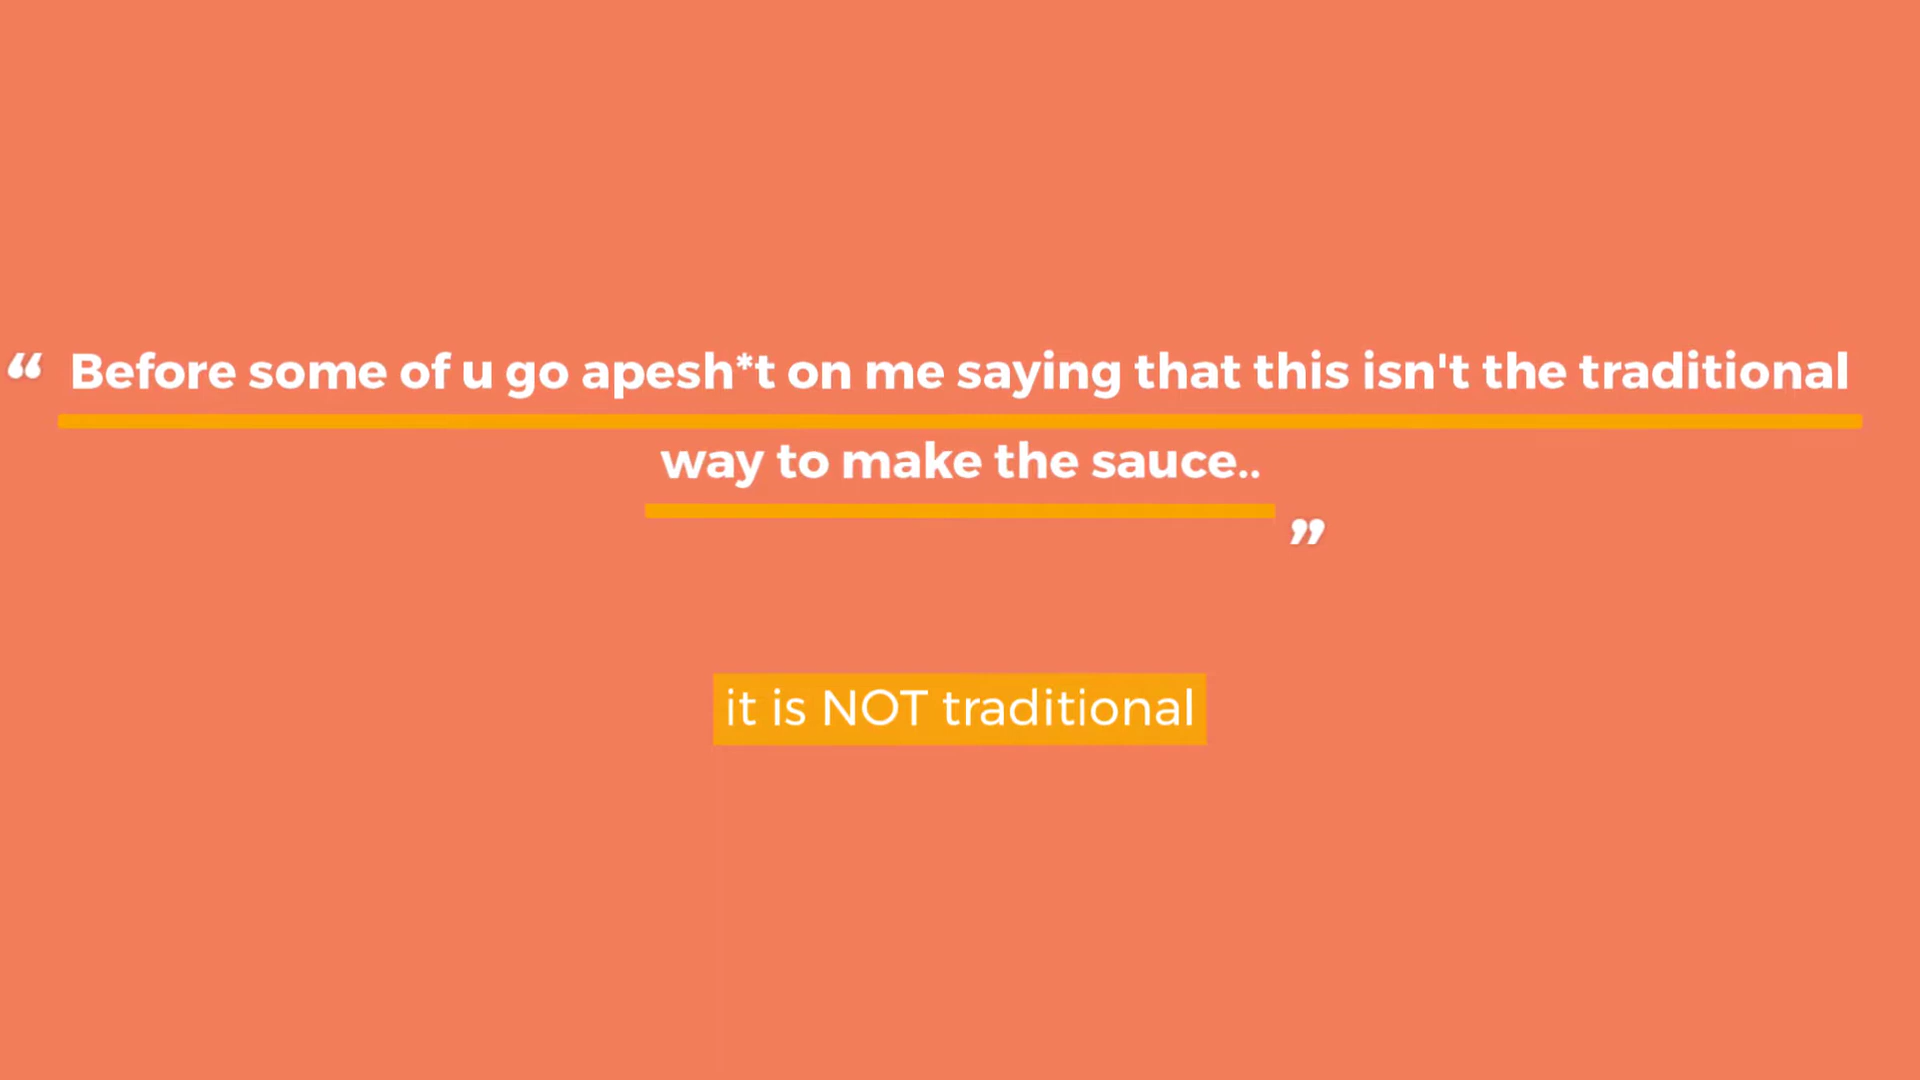 “ Before some of u go apesh*t on me saying that this isn't the traditional
way to make the sauce..
”
it is NOT traditional